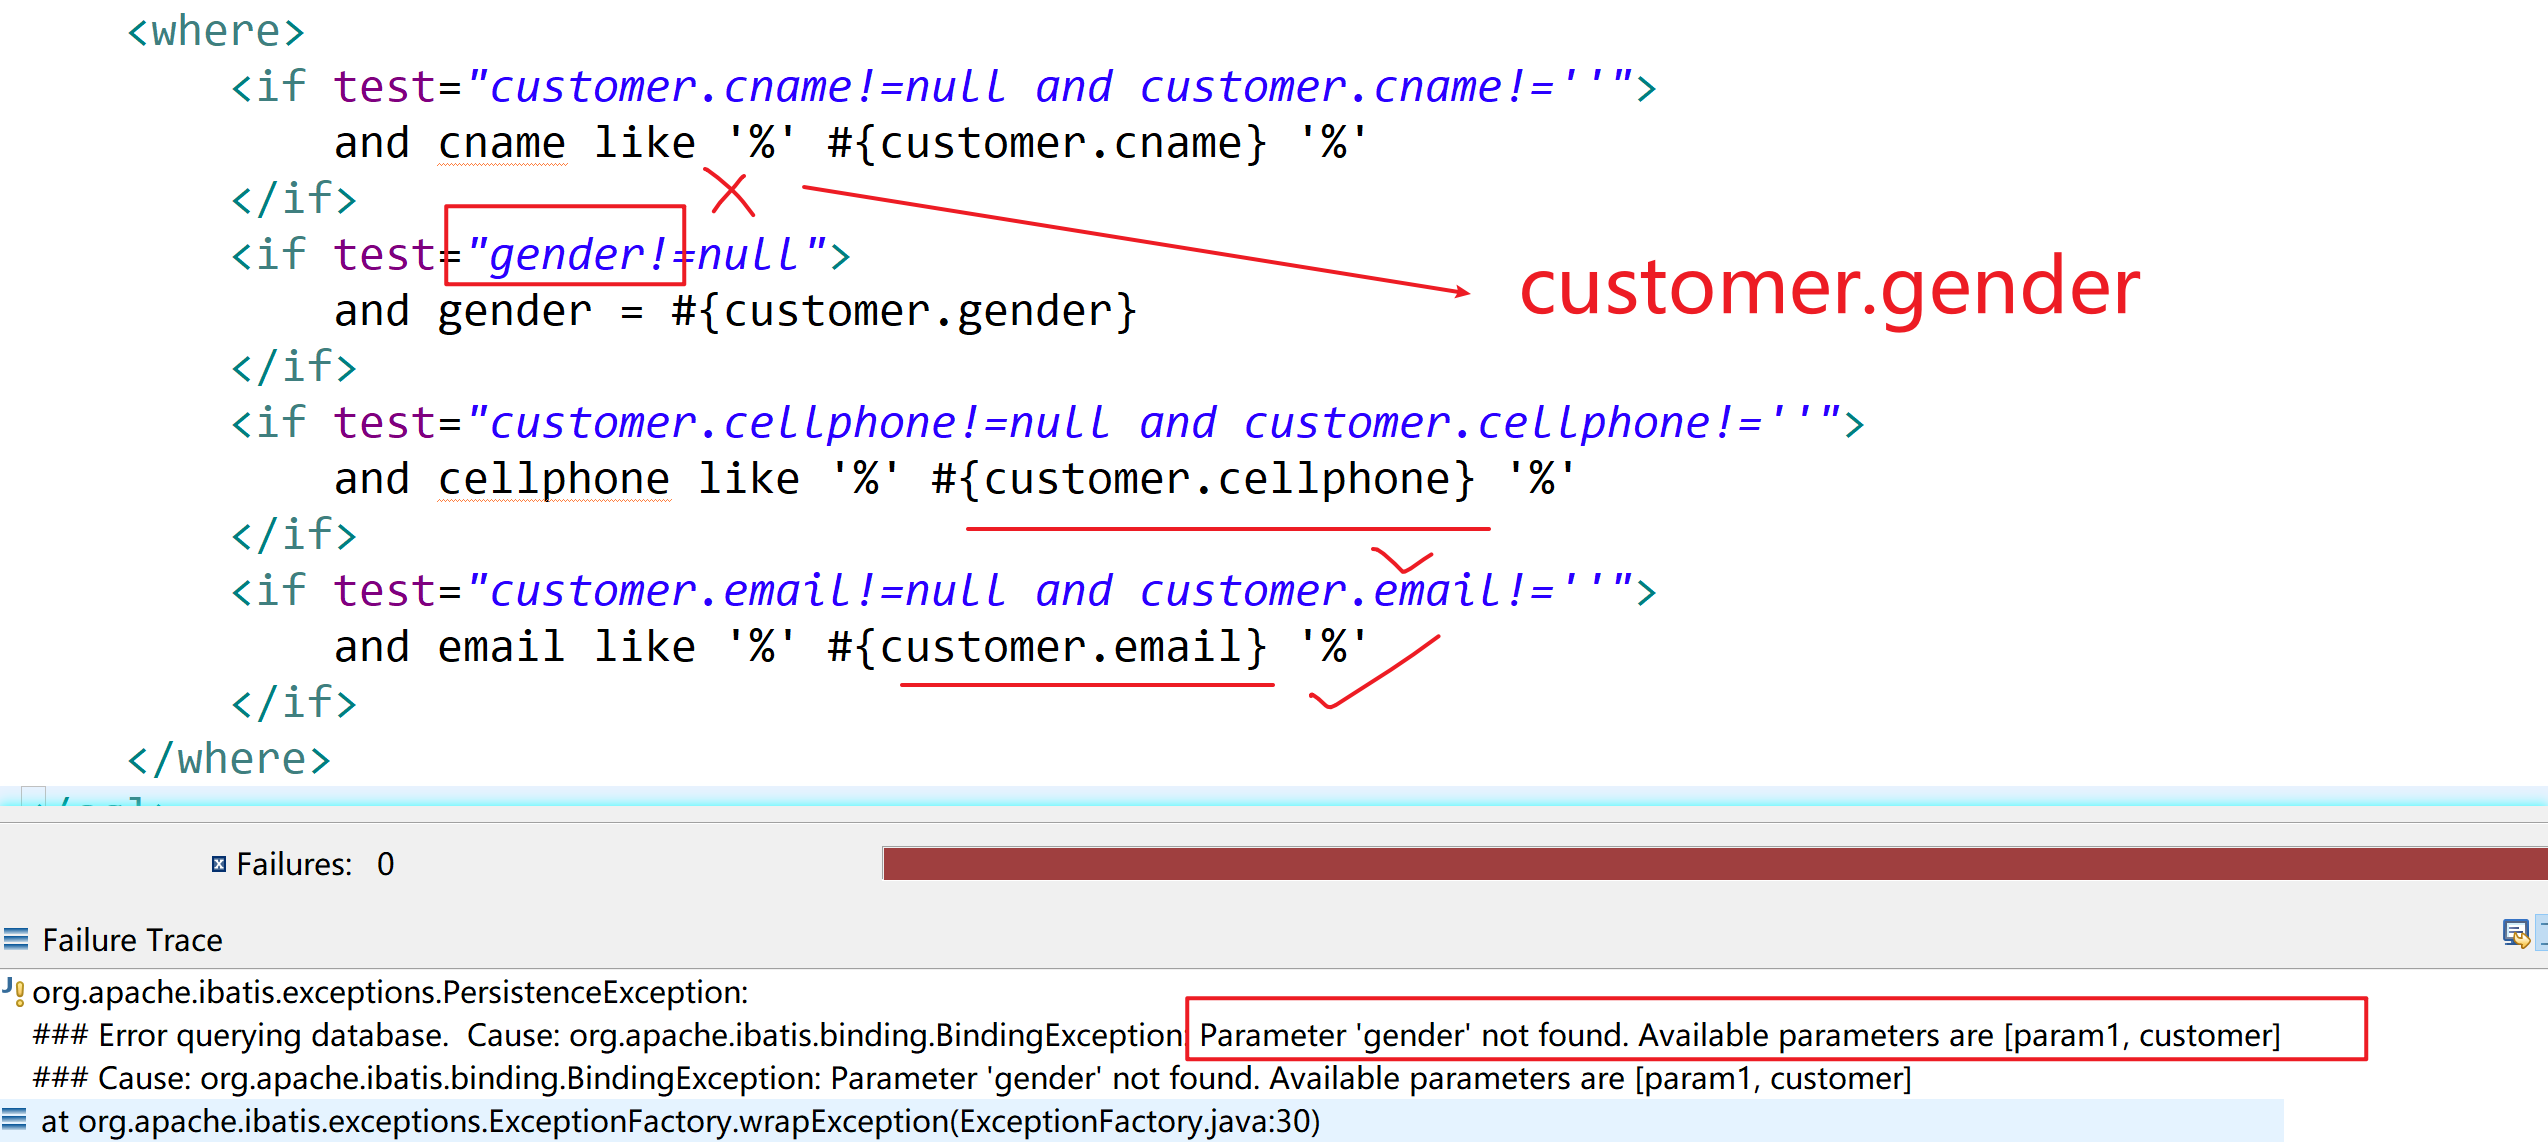 <where>
<if test="customer.cname!=null and customer.cname!=''">
and cname like '%' #{customer.cname} '%'
</if>
<if test="gender!=null">
customer.gender
and gender = #{customer.gender}
</if>
<if test="customer.cellphone!=null and customer.cellphone!=''">
and cellphone like '%' #{customer.cellphone} '%'
</if>
<if test="customer.email!=null and customer.email!=''">
and email like '%' #{customer.email} '%'
</if>
</where>
Failures: 0
Failure Trace
org.apache.ibatis.exceptions.PersistenceException:
### Error querying database. Cause: org.apache.ibatis.binding.BindingException: Parameter 'gender' not found. Available parameters are [param1, customer]
### Cause: org.apache.ibatis.binding.BindingException: Parameter 'gender' not found. Available parameters are [param1, customer]
at org.apache.ibatis.exceptions.ExceptionFactory.wrapException(ExceptionFactory.java:30)